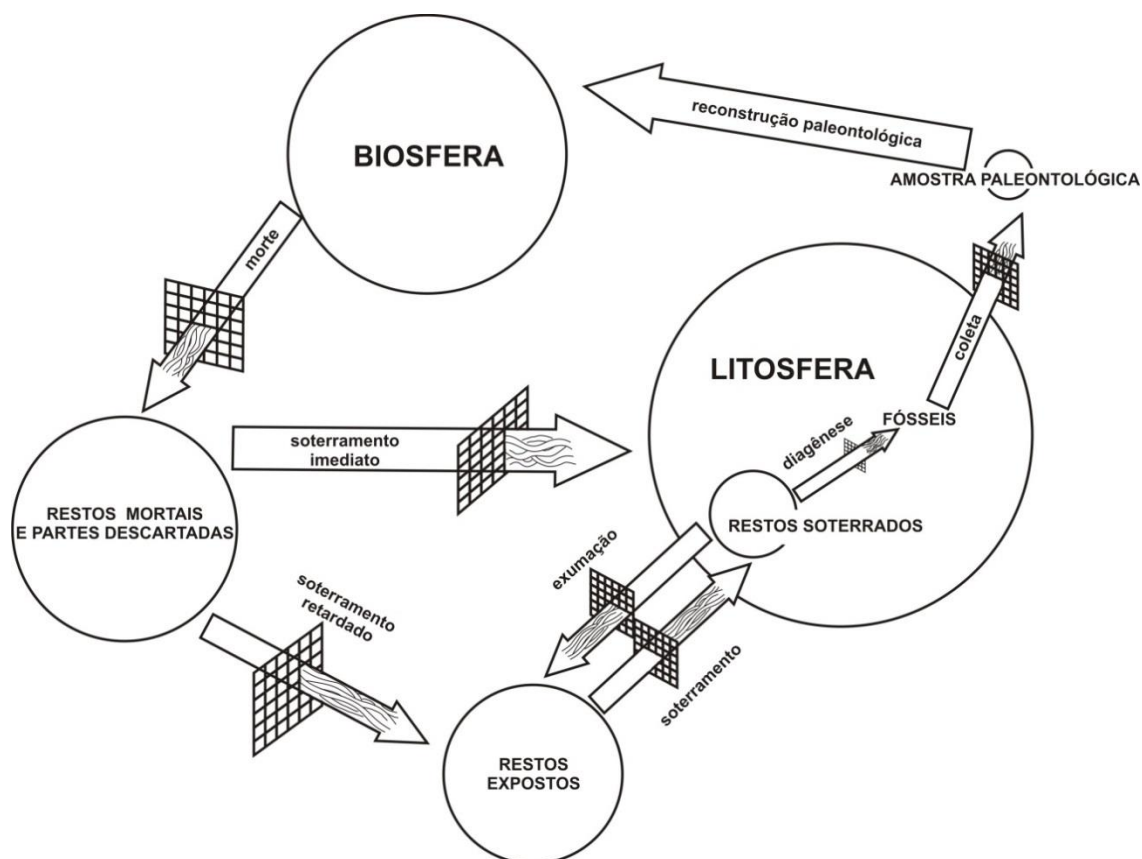 BIOSFERA
reconstrução paleontológica
AMOSTRA PALEONTOLÓGICA
morte
coleta
LITOSFERA
FÓSSEIS
diagênese
soterramento
imediato
RESTOS MORTAIS
E PARTES DESCARTADAS
RESTOS SOTERRADOS
exumação
soterramento
retardado
soterramento
RESTOS
EXPOSTOS